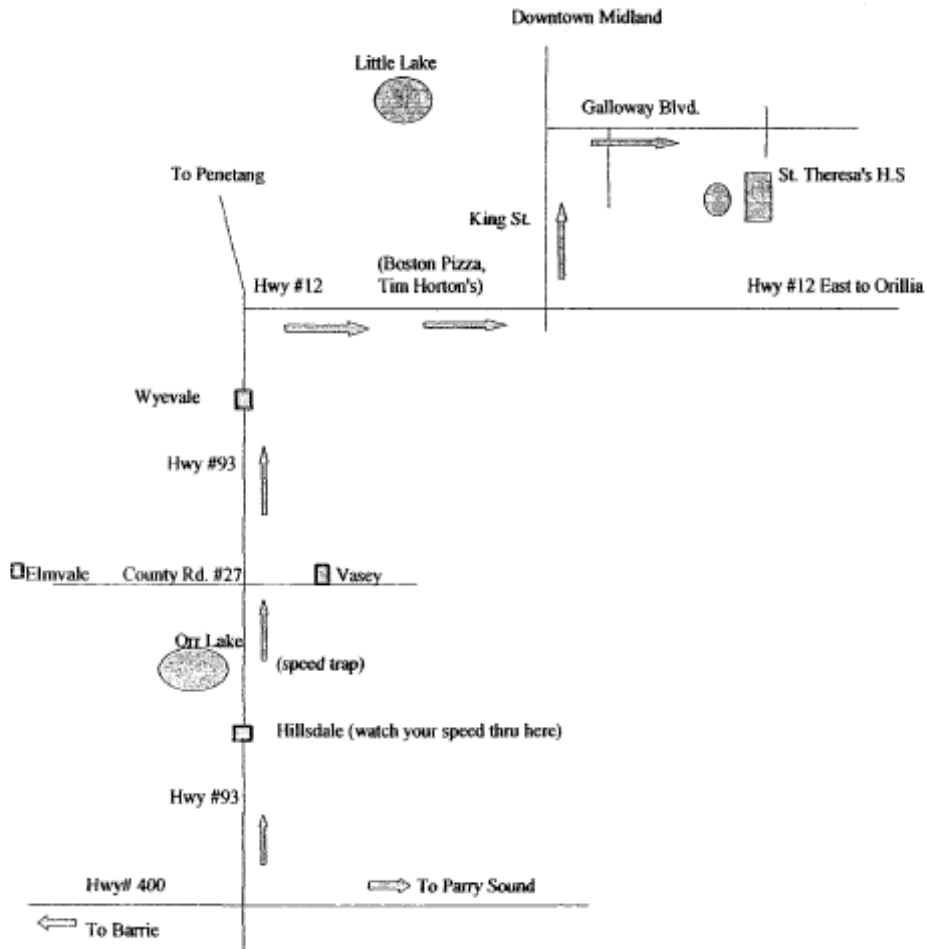 Downtown Midland
Little Lake
Galloway Blvd.
To Penetang
St. Theresa's H.S
King St.
(Boston Pizza,
Tim Horton's)
Hwy #12
Hwy #12 East to Orillia
Wyevale
Hwy #93
Elmvale
County Rd. #27
Vasey
Orr Lake
(speed trap)
Hillsdale (watch your speed thru here)
Hwy #93
Hwy# 400
To Parry Sound
To Barrie